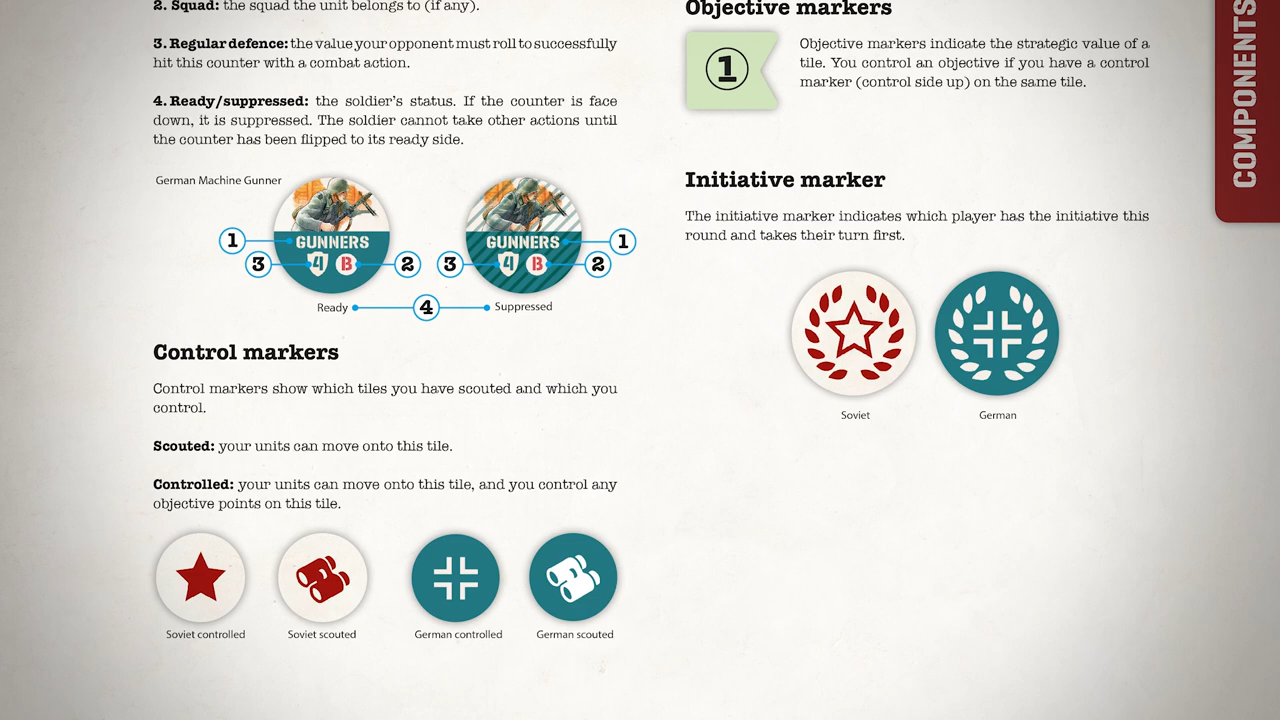 2. Squad: the squad the unit belongs to (if any).
3. Regular defence: the value your opponent must roll to successfully
hit this counter with a combat action.
4. Ready/suppressed: the soldier's status. If the counter is face
down, it is suppressed. The soldier cannot take other actions until
the counter has been flipped to its ready side.
German Machine Gunner
GUNNERS
4 B
1
3
2
Ready
4
GUNNERS
4 B
1
3
2
Suppressed
Control markers
Control markers show which tiles you have scouted and which you
control.
Scouted: your units can move onto this tile.
Controlled: your units can move onto this tile, and you control any
objective points on this tile.
Soviet controlled
Soviet scouted
German controlled
German scouted
Objective markers
1
Objective markers indicate the strategic value of a
tile. You control an objective if you have a control
marker (control side up) on the same tile.
Initiative marker
The initiative marker indicates which player has the initiative this
round and takes their turn first.
Soviet
German
COMPONENTS